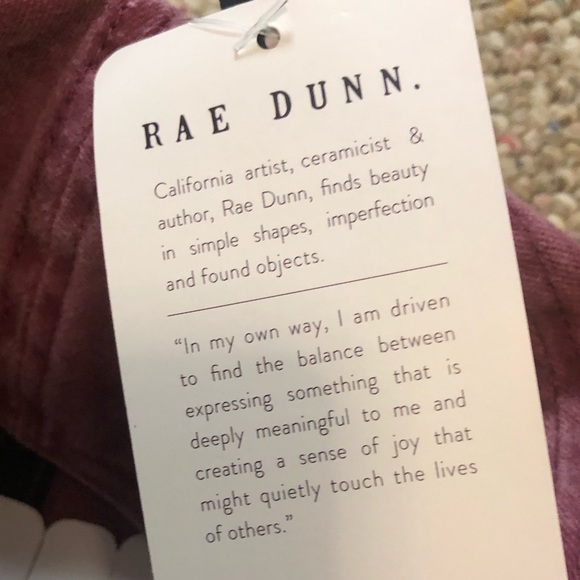 RAE DUNN.
California artist, ceramicist &
author, Rae Dunn, finds beauty
in simple shapes, imperfection
and found objects.
“In my own way, I am driven
to find the balance between
expressing something that is
deeply meaningful to me and
creating a sense of joy that
might quietly touch the lives
of others.”